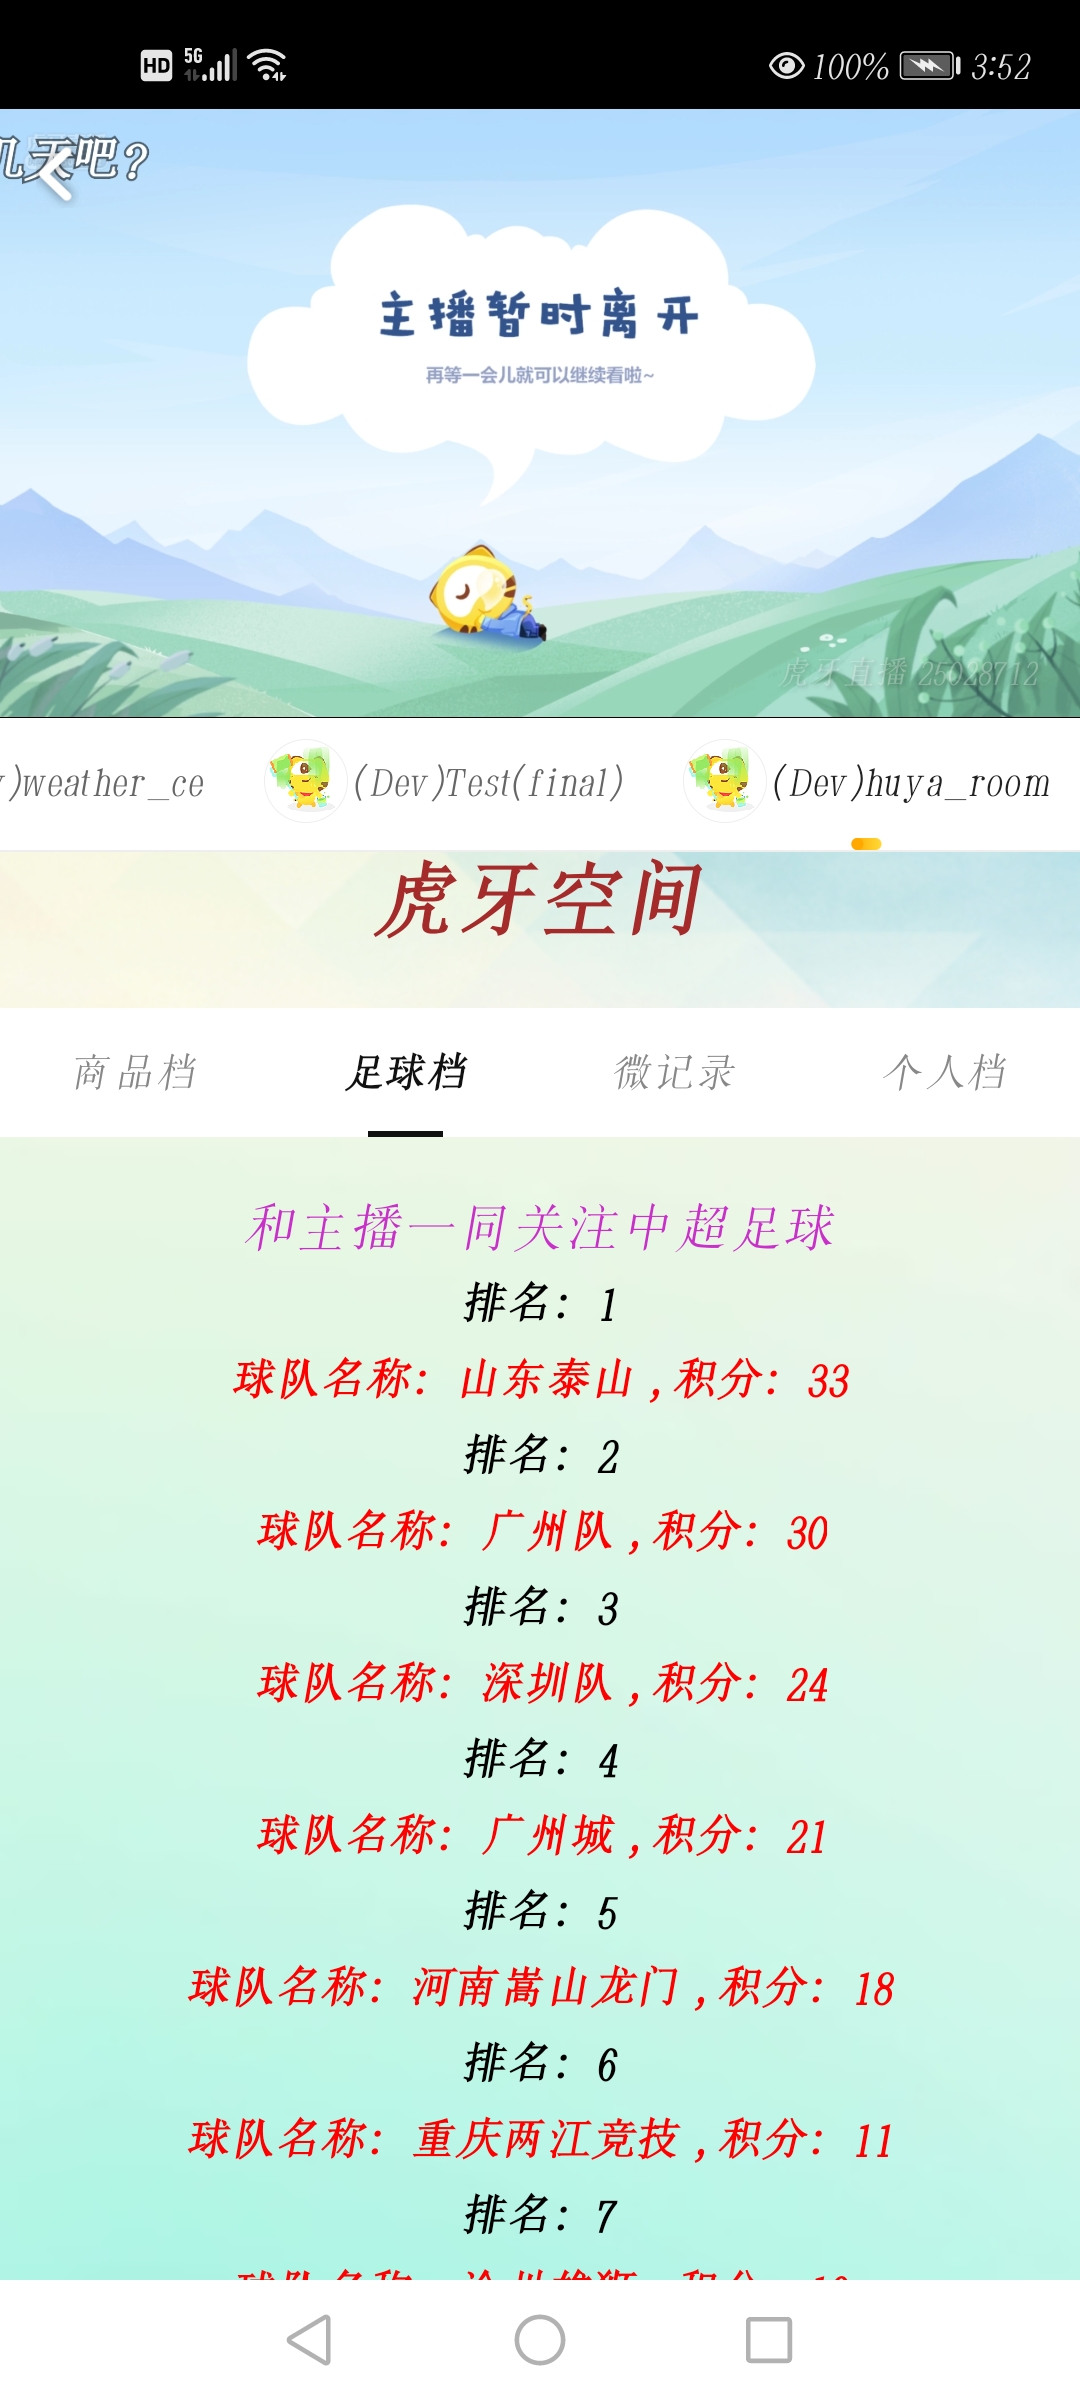 HD 5G 100% 3:52
几天吧？
主播暂时离开
再等一会儿就可以继续看啦~
虎牙直播 25028712
)weather_ce (Dev)Test(final) (Dev)huya_room
虎牙空间
商品档 足球档 微记录 个人档
和主播一同关注中超足球
排名：1
球队名称：山东泰山,积分：33
排名：2
球队名称：广州队,积分：30
排名：3
球队名称：深圳队,积分：24
排名：4
球队名称：广州城,积分：21
排名：5
球队名称：河南嵩山龙门,积分：18
排名：6
球队名称：重庆两江竞技,积分：11
排名：7